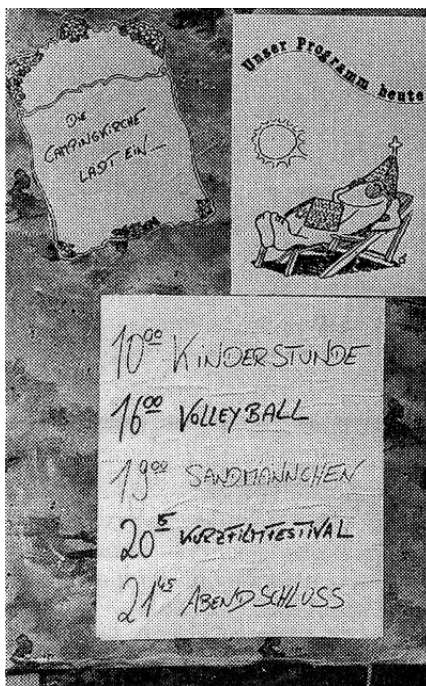 Die
CAMPINGKIRCHE
LÄDT EIN...
Unser Programm heute
10⁰⁰ KINDERSTUNDE
16⁰⁰ VOLLEYBALL
19⁰⁰ SANDMÄNNCHEN
20¹⁵ KURZFILMFESTIVAL
21⁴⁵ ABENDSCHLUSS